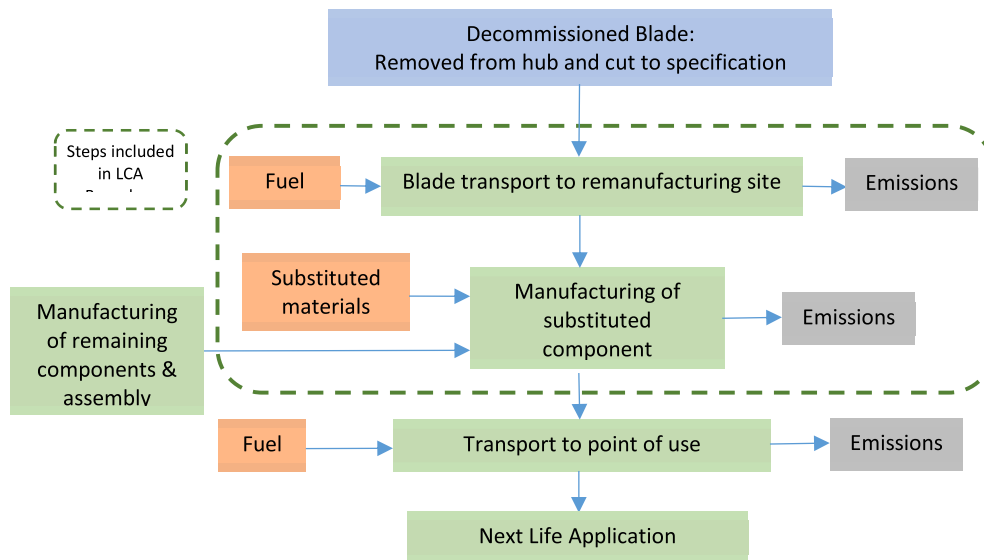 Decommissioned Blade:
Removed from hub and cut to specification
Steps included
in LCA
Fuel
Blade transport to remanufacturing site
Emissions
Substituted
materials
Manufacturing of
substituted
component
Emissions
Manufacturing
of remaining
components &
assembly
Fuel
Transport to point of use
Emissions
Next Life Application